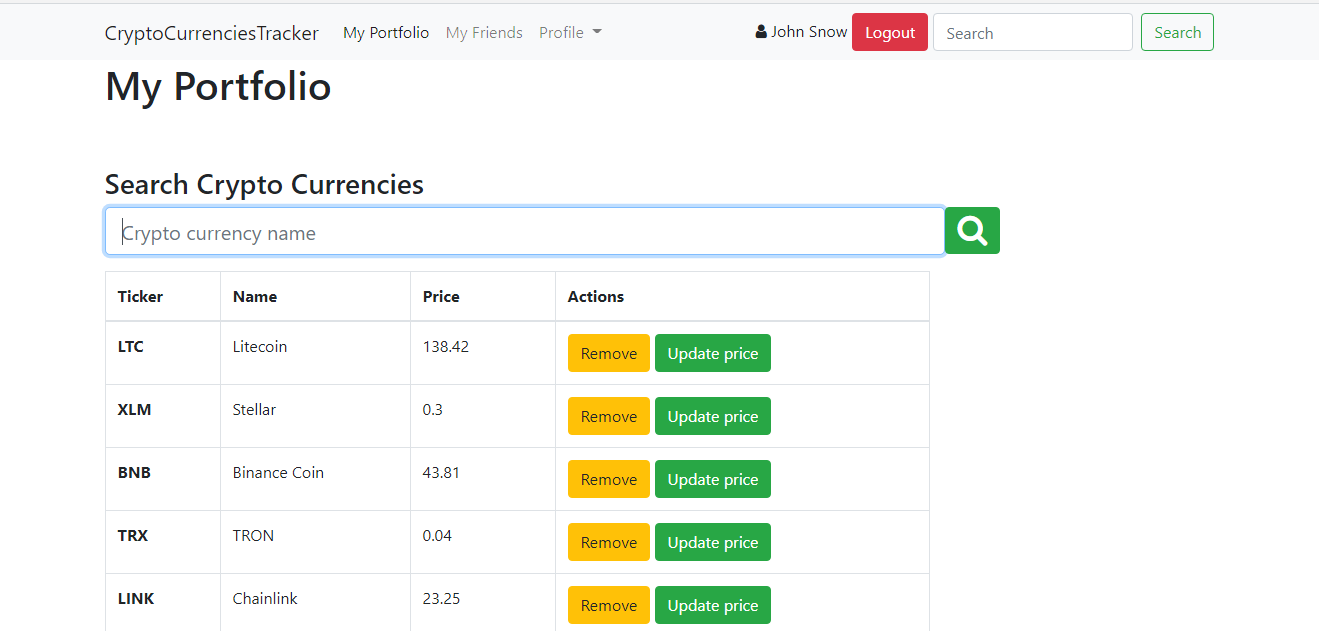 CryptoCurrenciesTracker My Portfolio My Friends Profile John Snow Logout Search Search
My Portfolio
Search Crypto Currencies
Crypto currency name
Ticker Name Price Actions
LTC Litecoin 138.42 Remove Update price
XLM Stellar 0.3 Remove Update price
BNB Binance Coin 43.81 Remove Update price
TRX TRON 0.04 Remove Update price
LINK Chainlink 23.25 Remove Update price